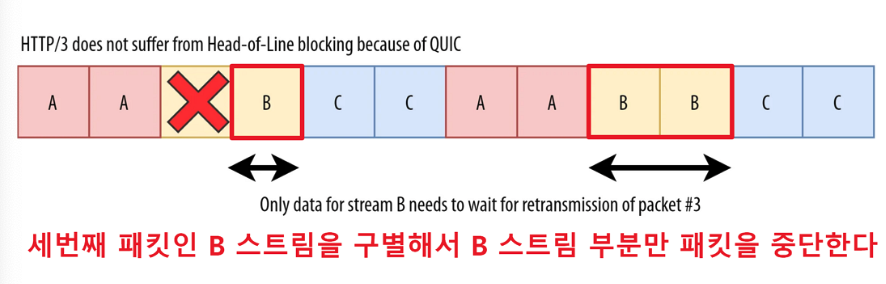 HTTP/3 does not suffer from Head-of-Line blocking because of QUIC
A A B C C A A B B C C
Only data for stream B needs to wait for retransmission of packet #3
세번째 패킷인 B 스트림을 구별해서 B 스트림 부분만 패킷을 중단한다